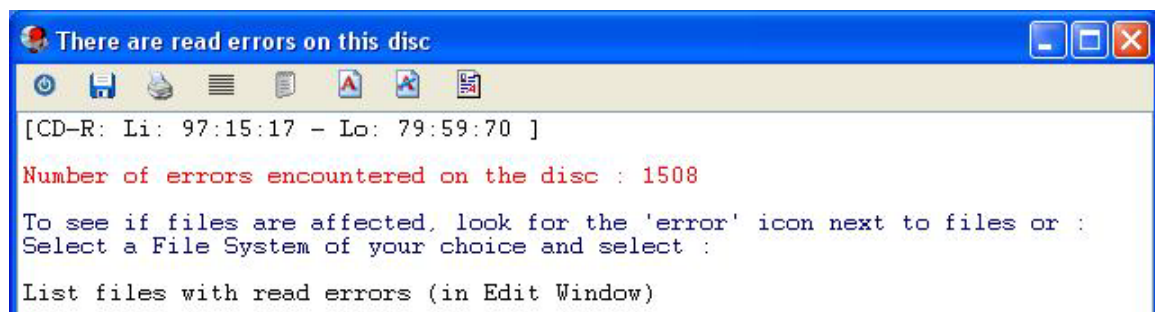 There are read errors on this disc
[CD-R: Li: 97:15:17 - Lo: 79:59:70 ]
Number of errors encountered on the disc : 1508
To see if files are affected, look for the 'error' icon next to files or :
Select a File System of your choice and select :
List files with read errors (in Edit Window)